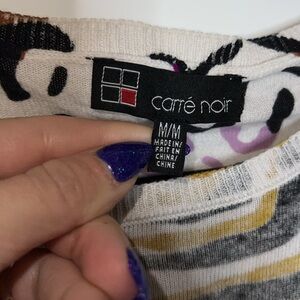 carré noir
M/M
MADE IN/
FAIT EN
CHINA/
CHINE